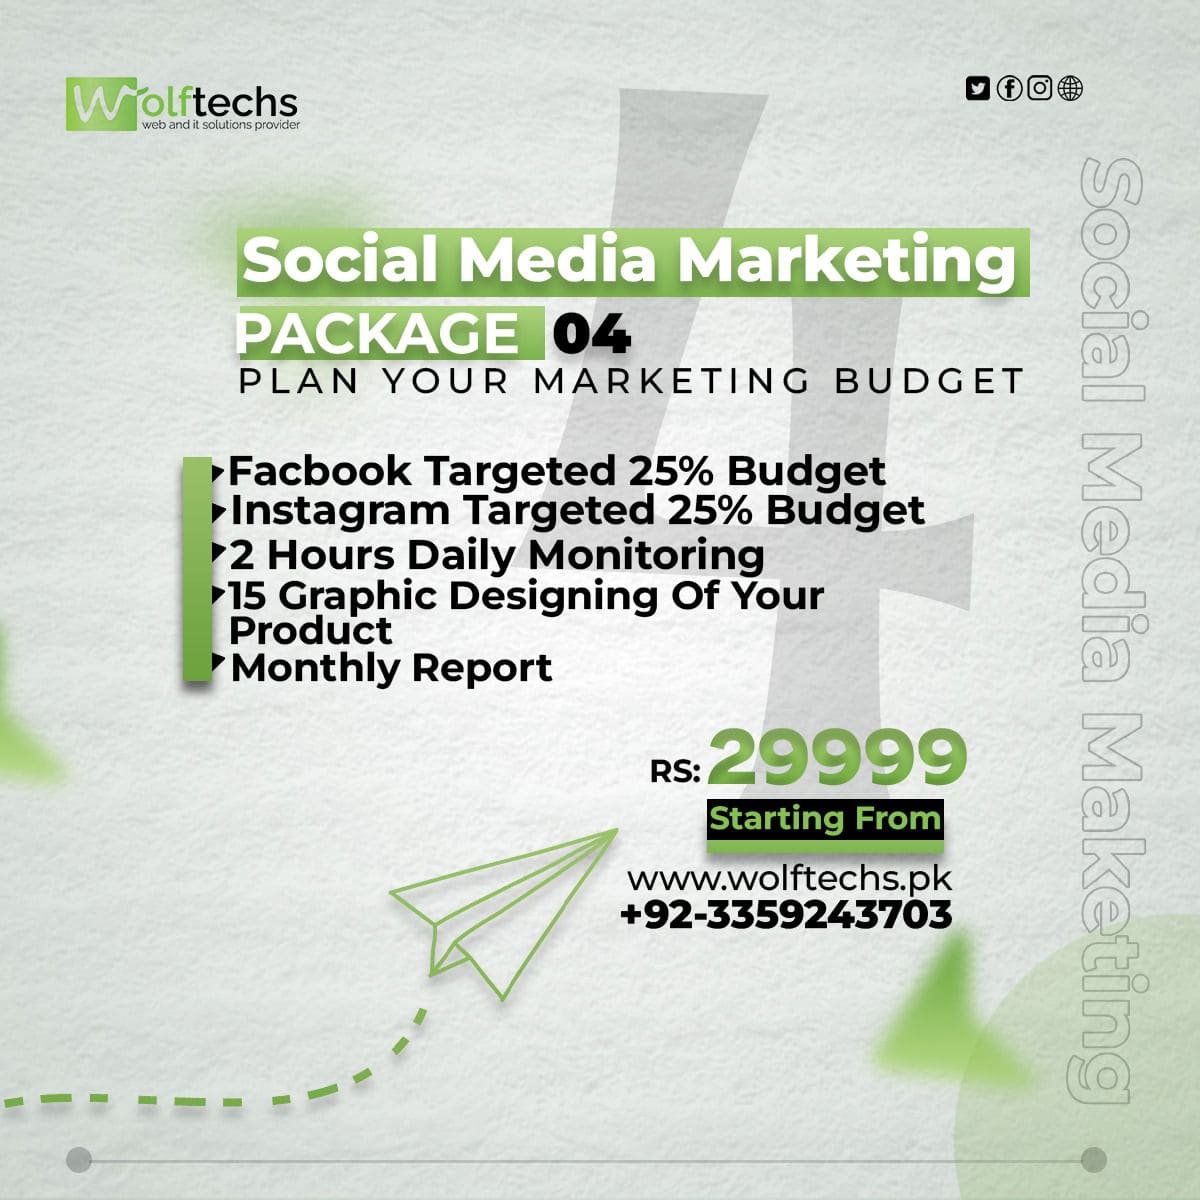 Wolftechs
web and it solutions provider
Social Media Marketing
PACKAGE 04
PLAN YOUR MARKETING BUDGET
Facbook Targeted 25% Budget
Instagram Targeted 25% Budget
2 Hours Daily Monitoring
15 Graphic Designing Of Your
Product
Monthly Report
RS: 29999
Starting From
www.wolftechs.pk
+92-3359243703
Social Media Maketing
4